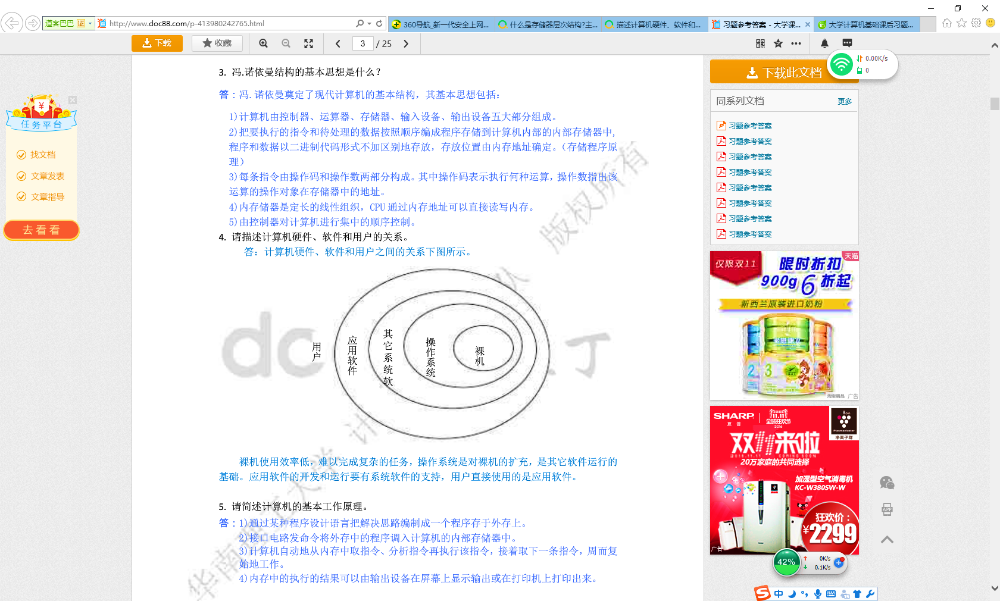 道客巴巴 证
http://www.doc88.com/p-413980242765.html
360导航_新一代安全上网...
什么是存储器层次结构?主...
描述计算机硬件、软件和...
习题参考答案 - 大学课...
大学计算机基础课后习题...
下载
收藏
3 / 25
0.00K/s
0
下载此文档
同系列文档 更多
习题参考答案
习题参考答案
习题参考答案
习题参考答案
习题参考答案
习题参考答案
习题参考答案
习题参考答案
任务平台
找文档
文章发表
文章指导
去看看
3. 冯.诺依曼结构的基本思想是什么？
答：冯.诺依曼奠定了现代计算机的基本结构，其基本思想包括：
1)计算机由控制器、运算器、存储器、输入设备、输出设备五大部分组成。
2)把要执行的指令和待处理的数据按照顺序编成程序存储到计算机内部的内部存储器中，
程序和数据以二进制代码形式不加区别地存放，存放位置由内存地址确定。（存储程序原
理）
3)每条指令由操作码和操作数两部分构成。其中操作码表示执行何种运算，操作数指出该
运算的操作对象在存储器中的地址。
4)内存储器是定长的线性组织，CPU 通过内存地址可以直接读写内存。
5)由控制器对计算机进行集中的顺序控制。
4. 请描述计算机硬件、软件和用户的关系。
答：计算机硬件、软件和用户之间的关系下图所示。
用户
应用软件
其它系统软
操作系统
裸机
裸机使用效率低，难以完成复杂的任务，操作系统是对裸机的扩充，是其它软件运行的
基础。应用软件的开发和运行要有系统软件的支持，用户直接使用的是应用软件。
5. 请简述计算机的基本工作原理。
答：1)通过某种程序设计语言把解决思路编制成一个程序存于外存上。
2)接口电路发命令将外存中的程序调入计算机的内部存储器中。
3)计算机自动地从内存中取指令、分析指令再执行该指令，接着取下一条指令，周而复
始地工作。
4)内存中的执行的结果可以由输出设备在屏幕上显示输出或在打印机上打印出来。
版权所有
仅限双11
天猫
限时折扣
900g 6折起
新西兰原装进口奶粉
2 3
淘宝精品 广告
SHARP
夏普
11.11
全球狂欢节
2016
净离子群
双11来啦
20万家庭的共同选择
加湿型空气消毒机
KC-W380SW-W
狂欢价：
¥2299
广告
APP
42%
0K/s
0.1K/s
中